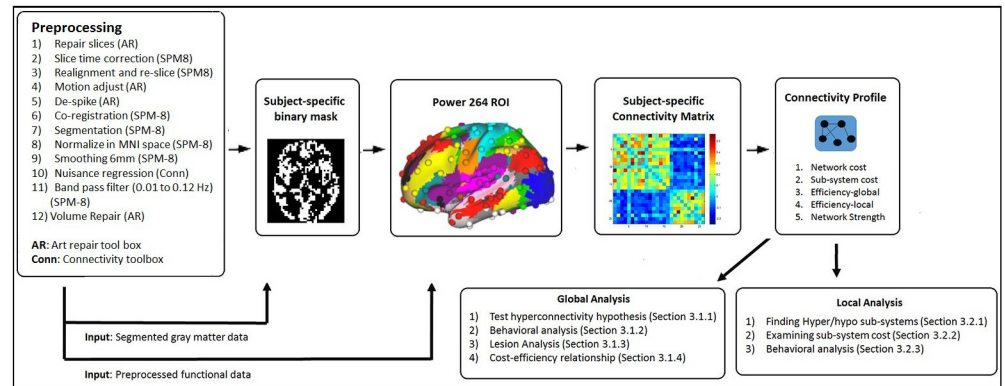 Preprocessing
1) Repair slices (AR)
2) Slice time correction (SPM8)
3) Realignment and re-slice (SPM8)
4) Motion adjust (AR)
5) De-spike (AR)
6) Co-registration (SPM-8)
7) Segmentation (SPM-8)
8) Normalize in MNI space (SPM-8)
9) Smoothing 6mm (SPM-8)
10) Nuisance regression (Conn)
11) Band pass filter (0.01 to 0.12 Hz)
(SPM-8)
12) Volume Repair (AR)
AR: Art repair tool box
Conn: Connectivity toolbox
Subject-specific
binary mask
Power 264 ROI
Subject-specific
Connectivity Matrix
Connectivity Profile
1. Network cost
2. Sub-system cost
3. Efficiency-global
4. Efficiency-local
5. Network Strength
Input: Segmented gray matter data
Input: Preprocessed functional data
Global Analysis
1) Test hyperconnectivity hypothesis (Section 3.1.1)
2) Behavioral analysis (Section 3.1.2)
3) Lesion Analysis (Section 3.1.3)
4) Cost-efficiency relationship (Section 3.1.4)
Local Analysis
1) Finding Hyper/hypo sub-systems (Section 3.2.1)
2) Examining sub-system cost (Section 3.2.2)
3) Behavioral analysis (Section 3.2.3)